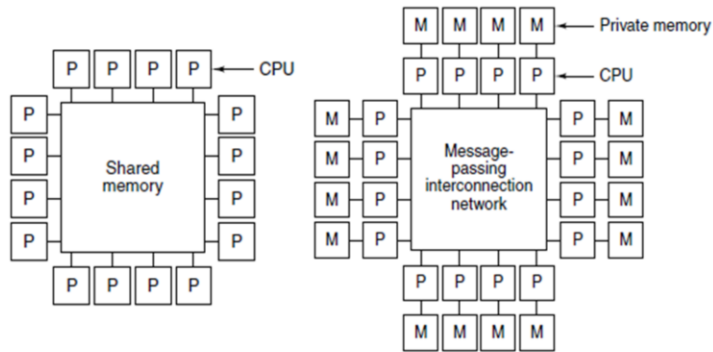 M M M M Private memory
P P P P CPU
P P P P CPU
P P
P P
P P
P P
Shared
memory
P P P P
M P P M
M P P M
M P P M
M P P M
Message-
passing
interconnection
network
P P P P
M M M M